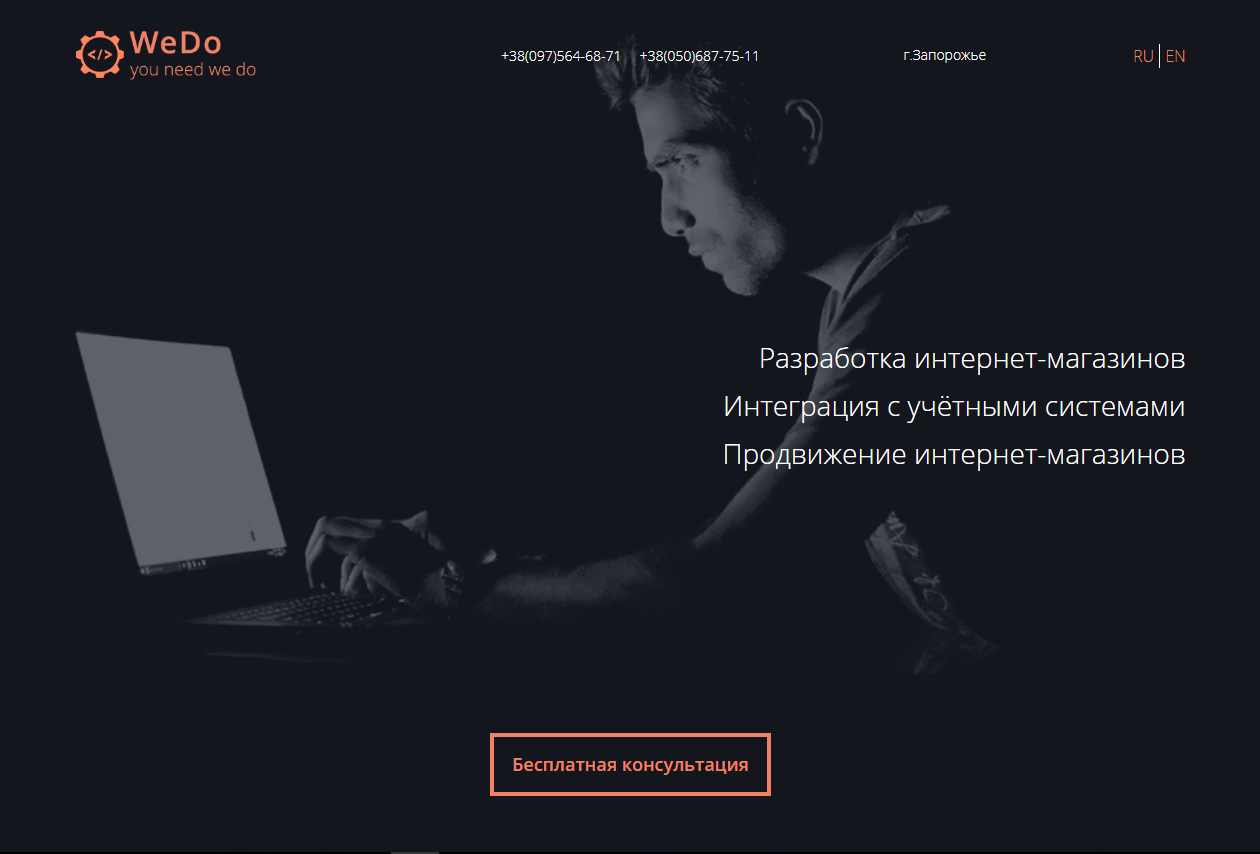 WeDo
you need we do
+38(097)564-68-71 +38(050)687-75-11
г.Запорожье
RU EN
Разработка интернет-магазинов
Интеграция с учётными системами
Продвижение интернет-магазинов
Бесплатная консультация